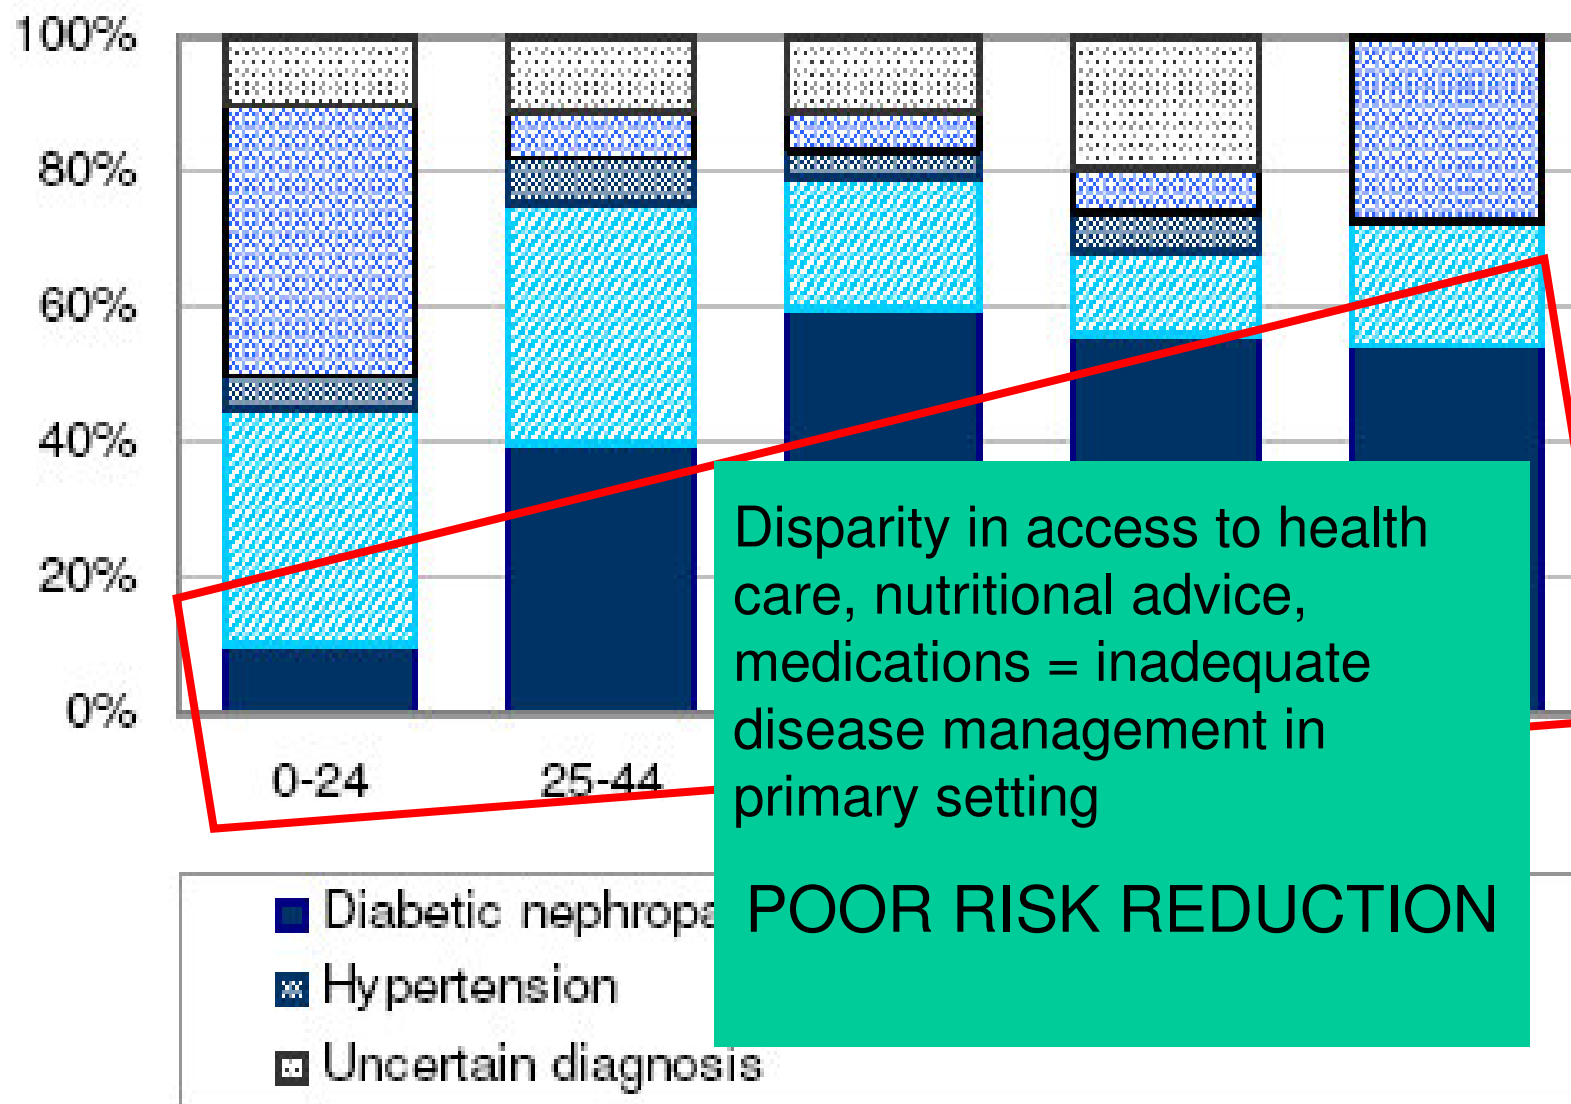 100%
80%
60%
40%
20%
0%
0-24
25-44
Disparity in access to health
care, nutritional advice,
medications = inadequate
disease management in
primary setting
POOR RISK REDUCTION
Diabetic
Hypertension
Uncertain diagnosis